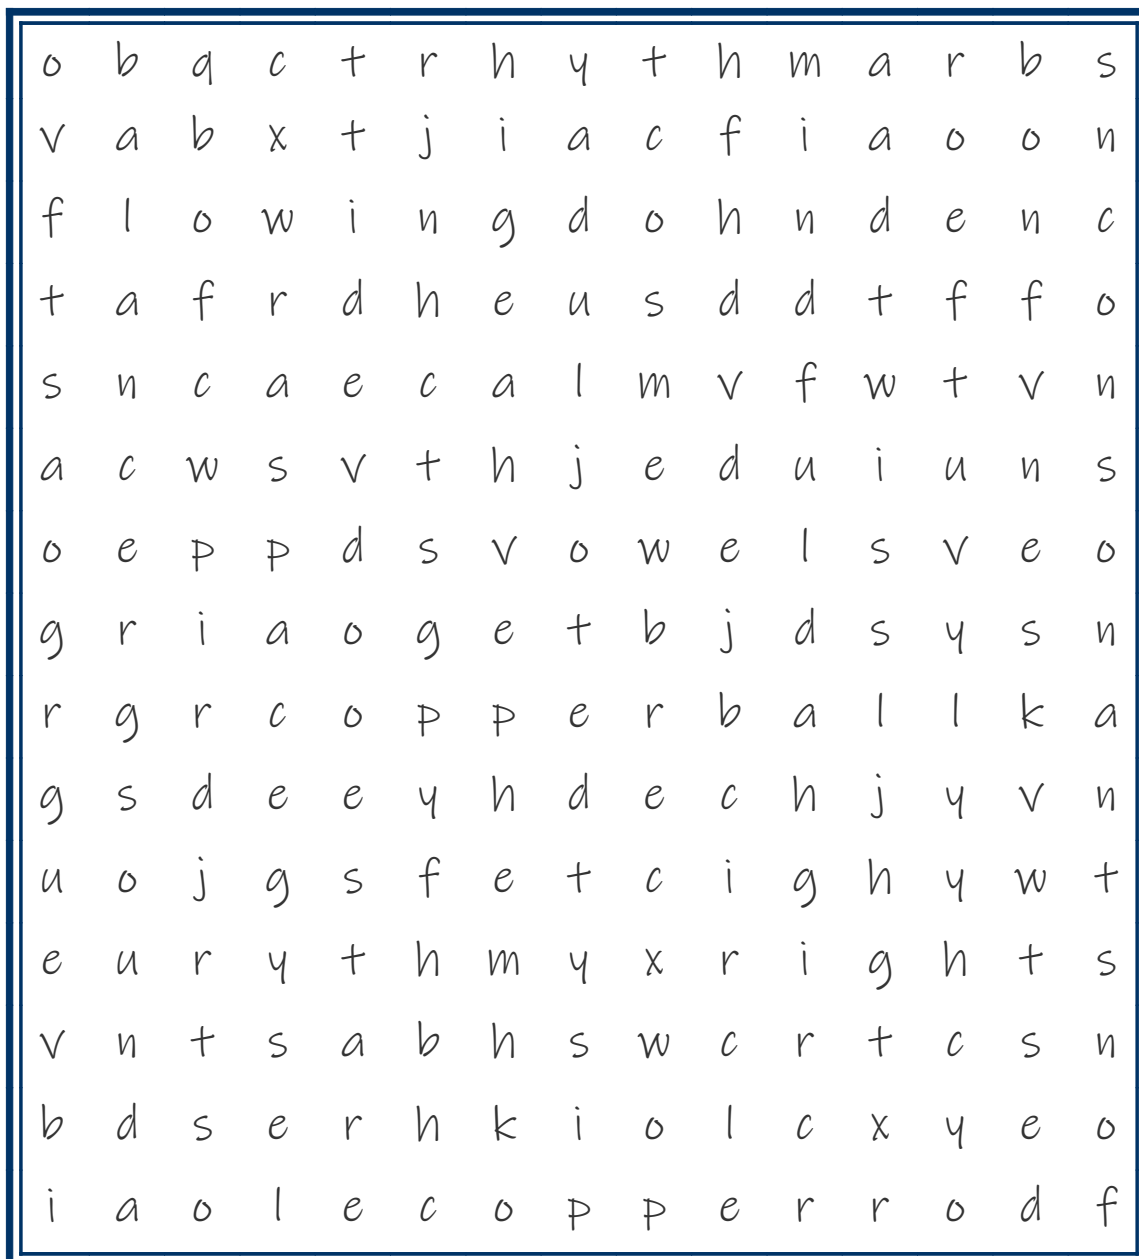 o b q c t r h y t h m a r b s
v a b x t j i a c f i a o o n
f l o w i n g d o h n d e n c
t a f r d h e u s d d t f f o
s n c a e c a l m v f w t v n
a c w s v t h j e d u i u n s
o e p p d s v o w e l s v e o
g r i a o g e t b j d s y s n
r g r c o p p e r b a l l k a
g s d e e y h d e c h j y v n
u o j g s f e t c i g h y w t
e u r y t h m y x r i g h t s
v n t s a b h s w c r t c s n
b d s e r h k i o l c x y e o
i a o l e c o p p e r r o d f